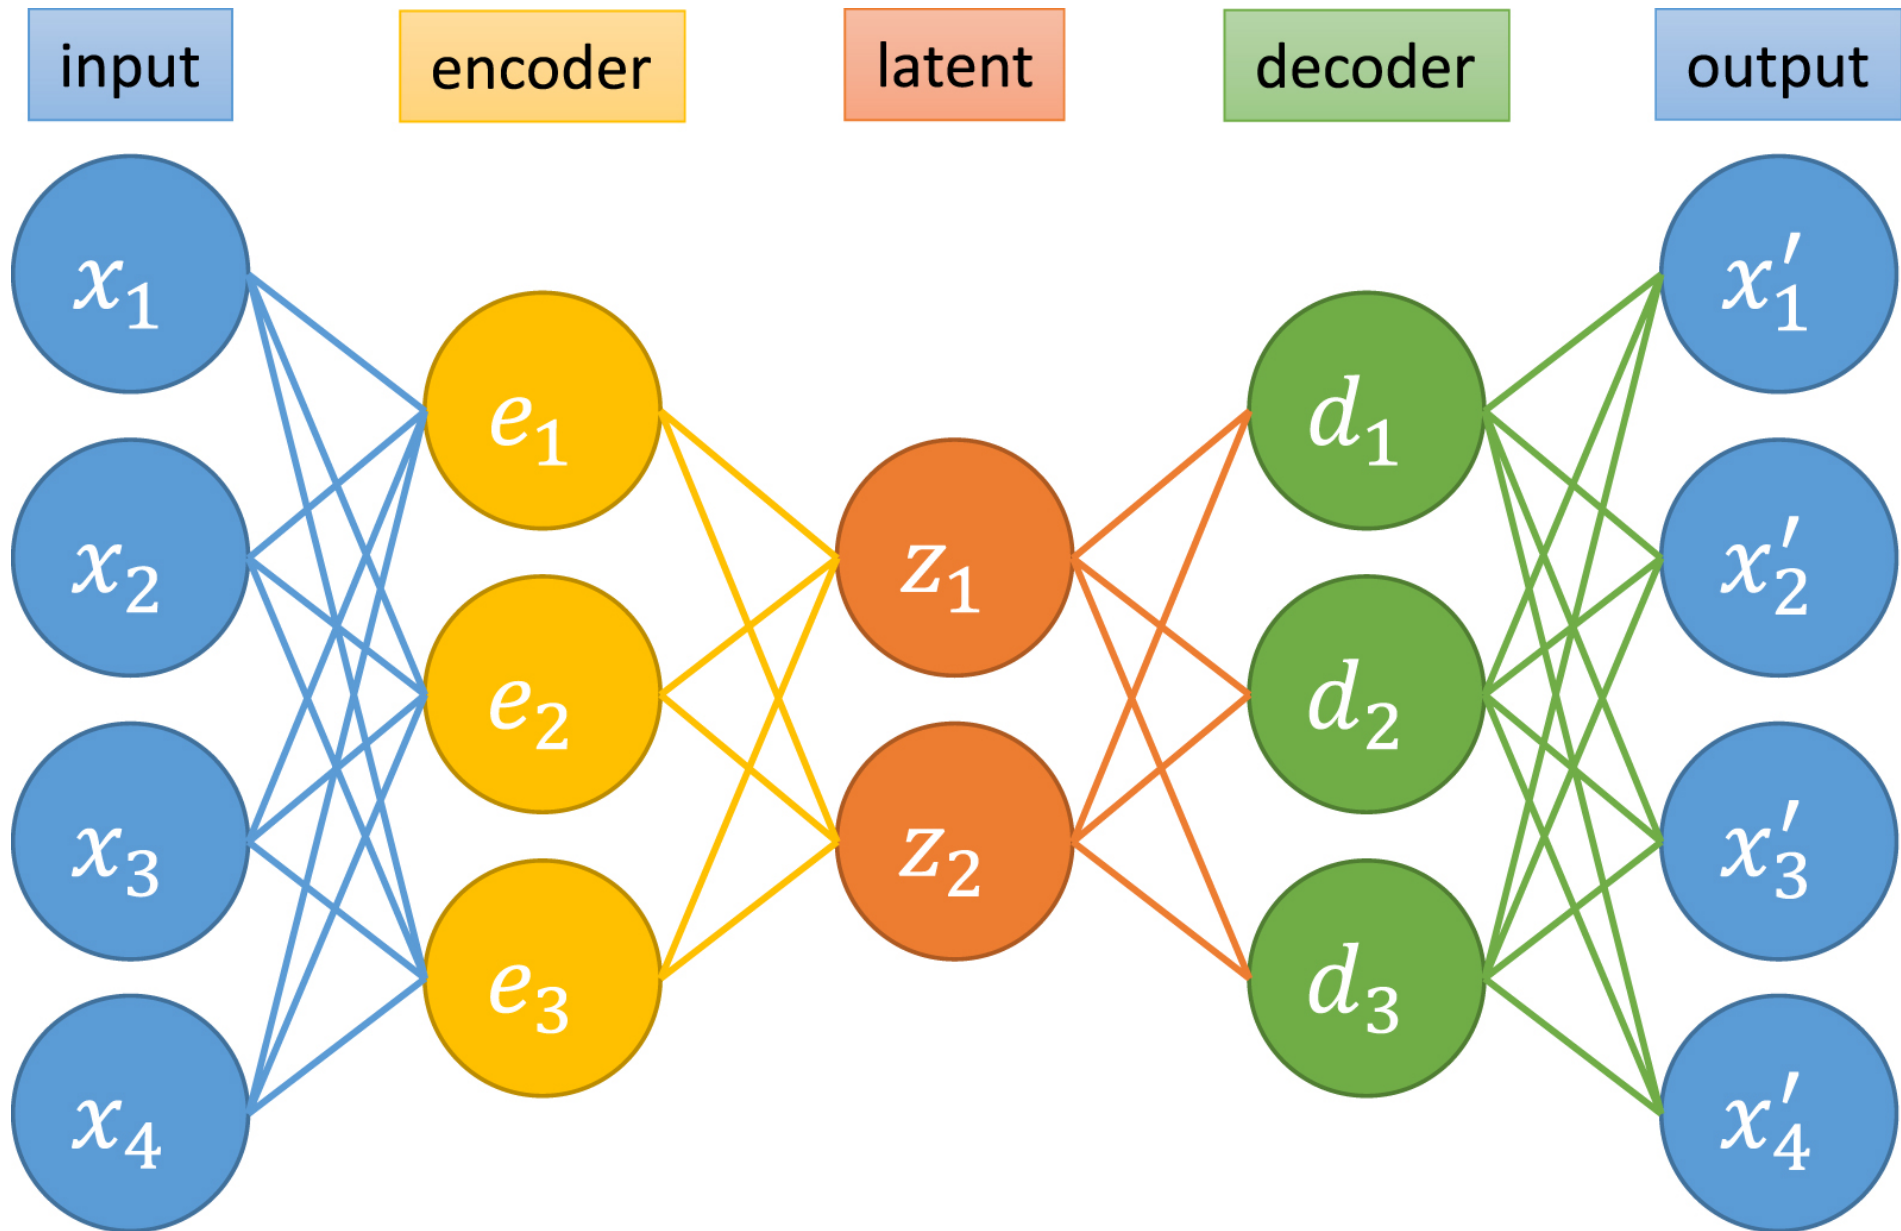 input encoder latent decoder output
x₁ e₁ z₁ d₁ x′₁
x₂ e₂ z₂ d₂ x′₂
x₃ e₃ d₃ x′₃
x₄ x′₄